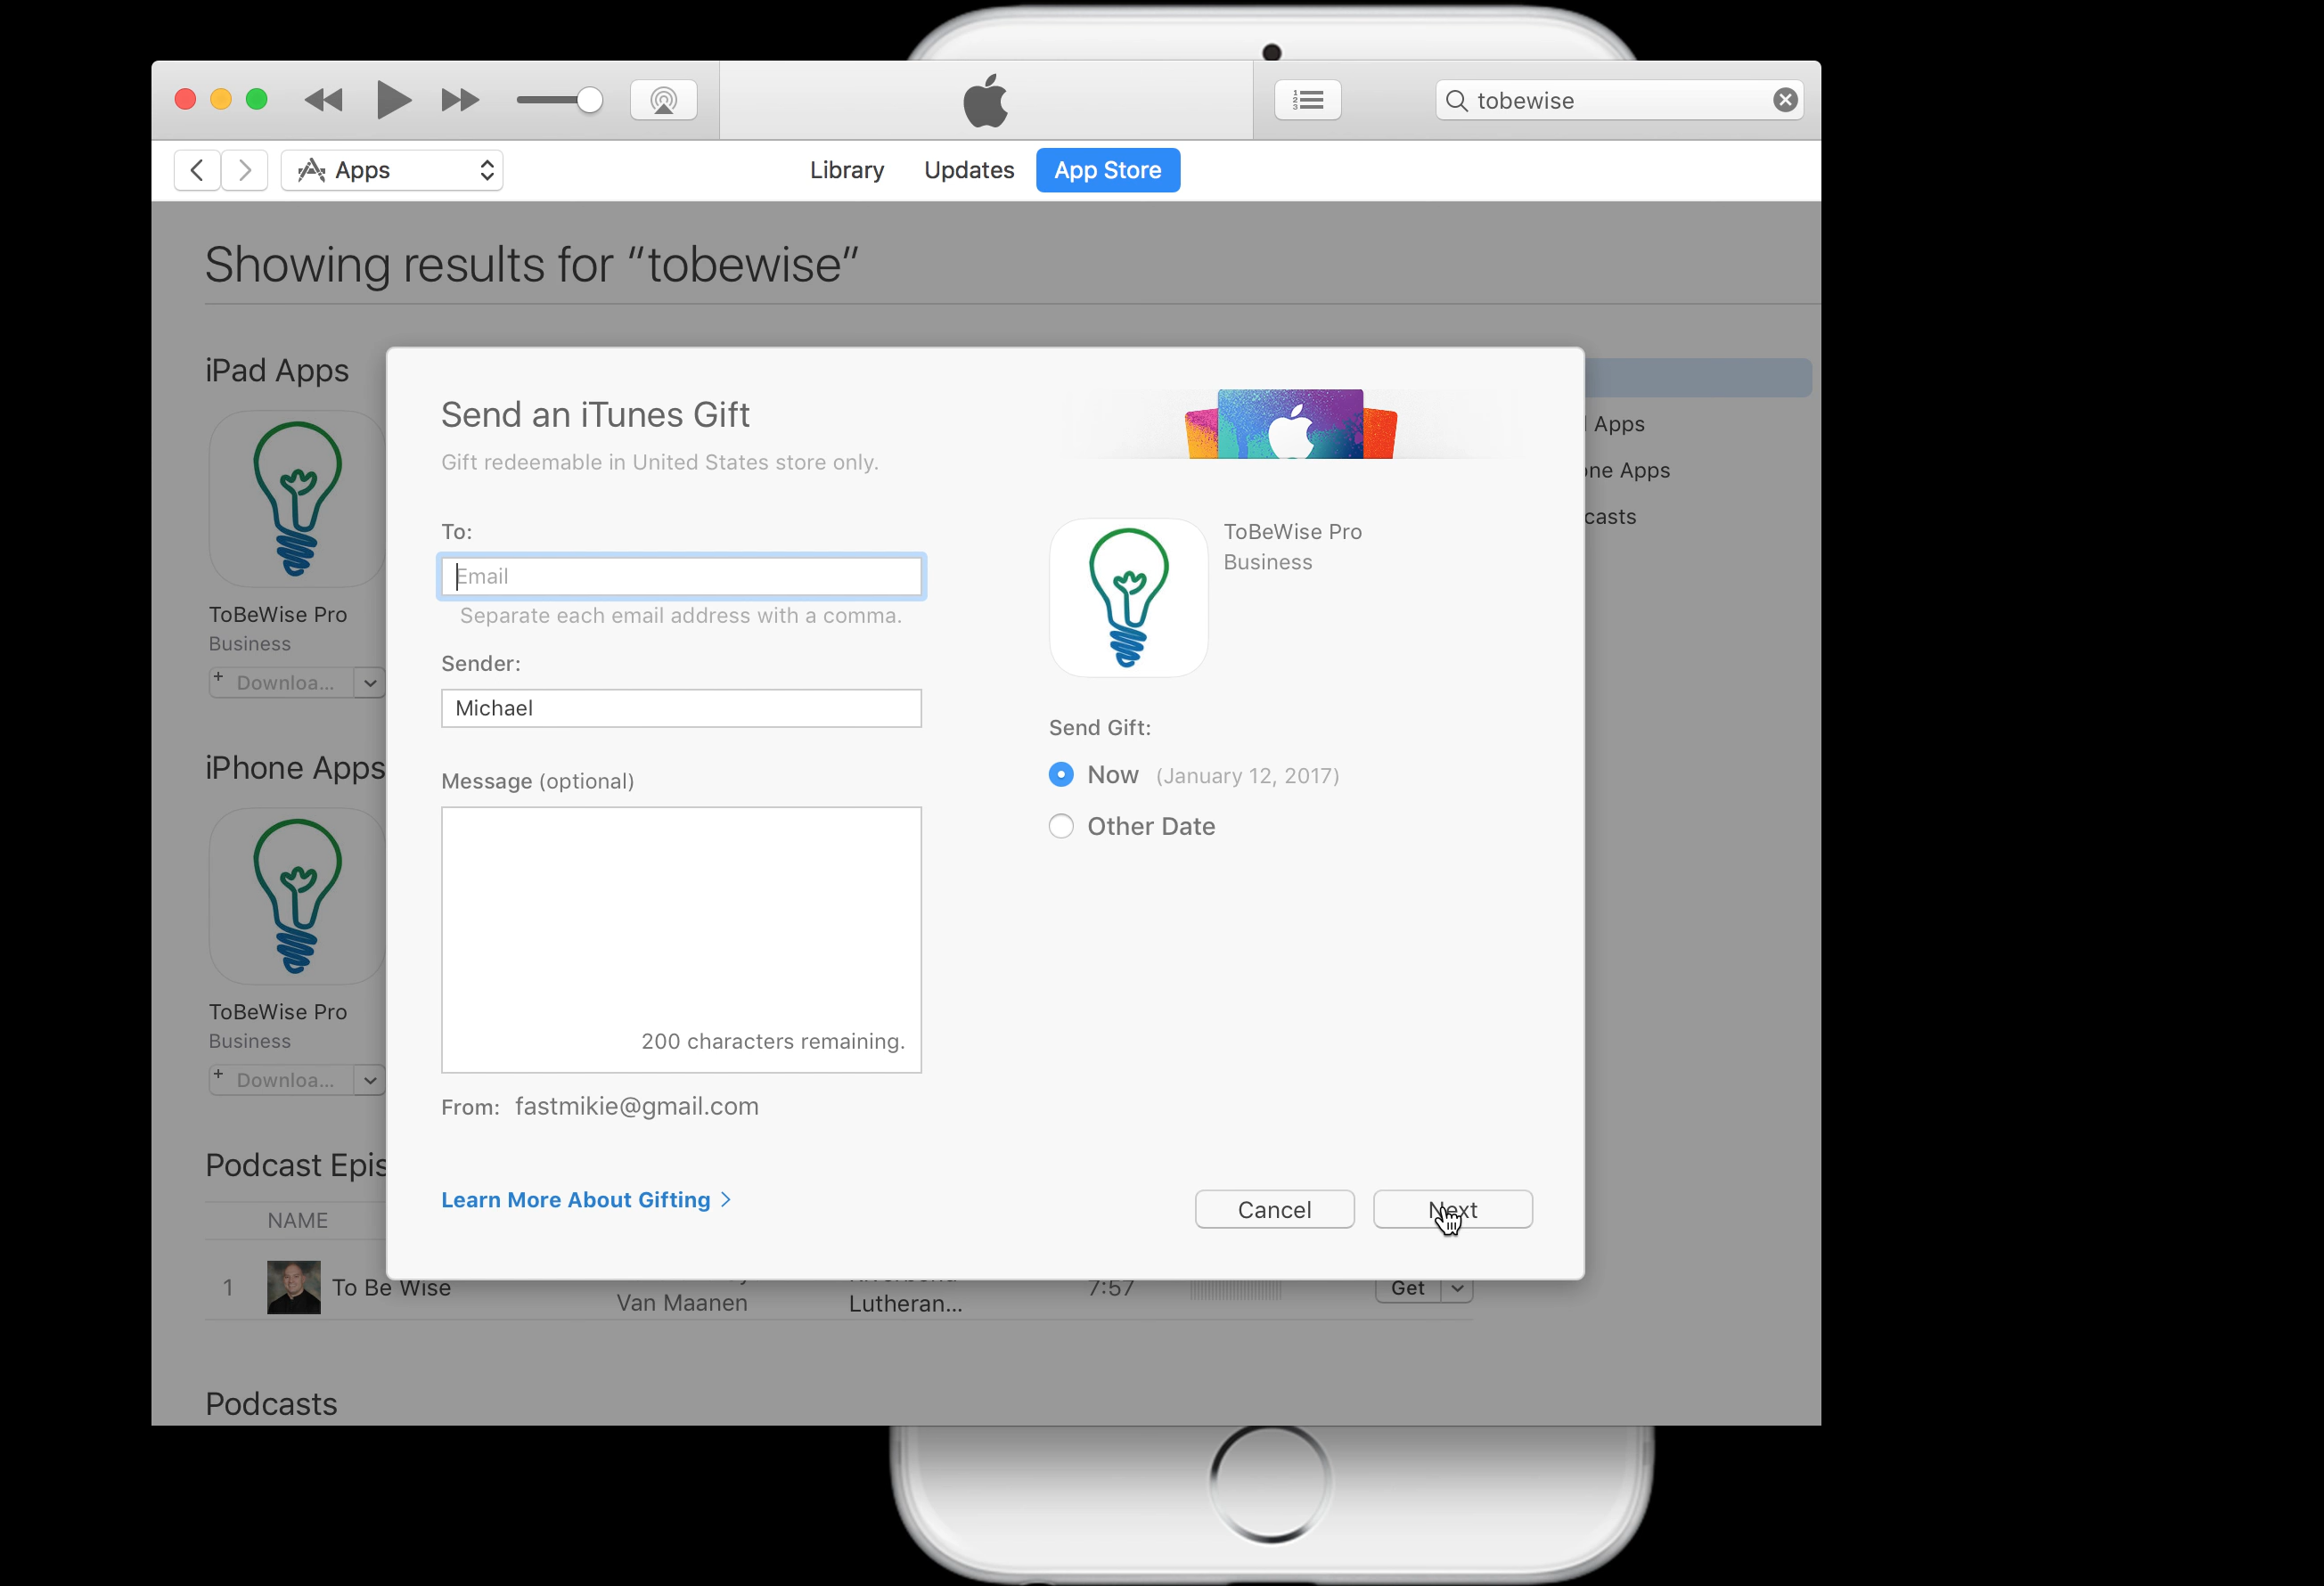 tobewise
Apps
Library Updates App Store
Showing results for “tobewise”
iPad Apps
ToBeWise Pro
Business
Downloa...
iPhone Apps
ToBeWise Pro
Business
Downloa...
Podcast Epis
NAME
1 To Be Wise
Van Maanen
Lutheran...
7:57
Get
Podcasts
Apps
ne Apps
casts
Send an iTunes Gift
Gift redeemable in United States store only.
To:
Email
Separate each email address with a comma.
Sender:
Michael
Message (optional)
200 characters remaining.
From: fastmikie@gmail.com
Learn More About Gifting >
ToBeWise Pro
Business
Send Gift:
Now (January 12, 2017)
Other Date
Cancel
Next